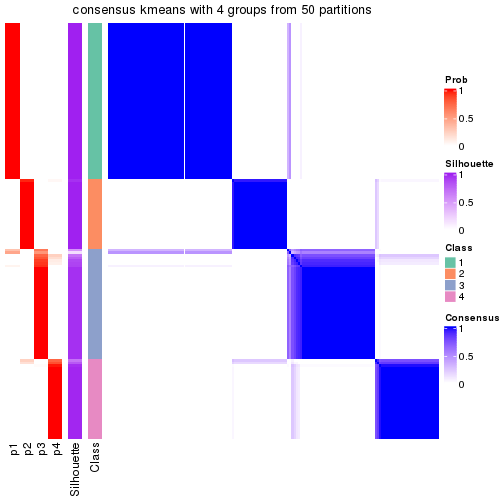 consensus kmeans with 4 groups from 50 partitions
Prob
1
0.5
0
Silhouette
1
0.5
0
Class
1
2
3
4
Consensus
1
0.5
0
p1
p2
p3
p4
Silhouette
Class